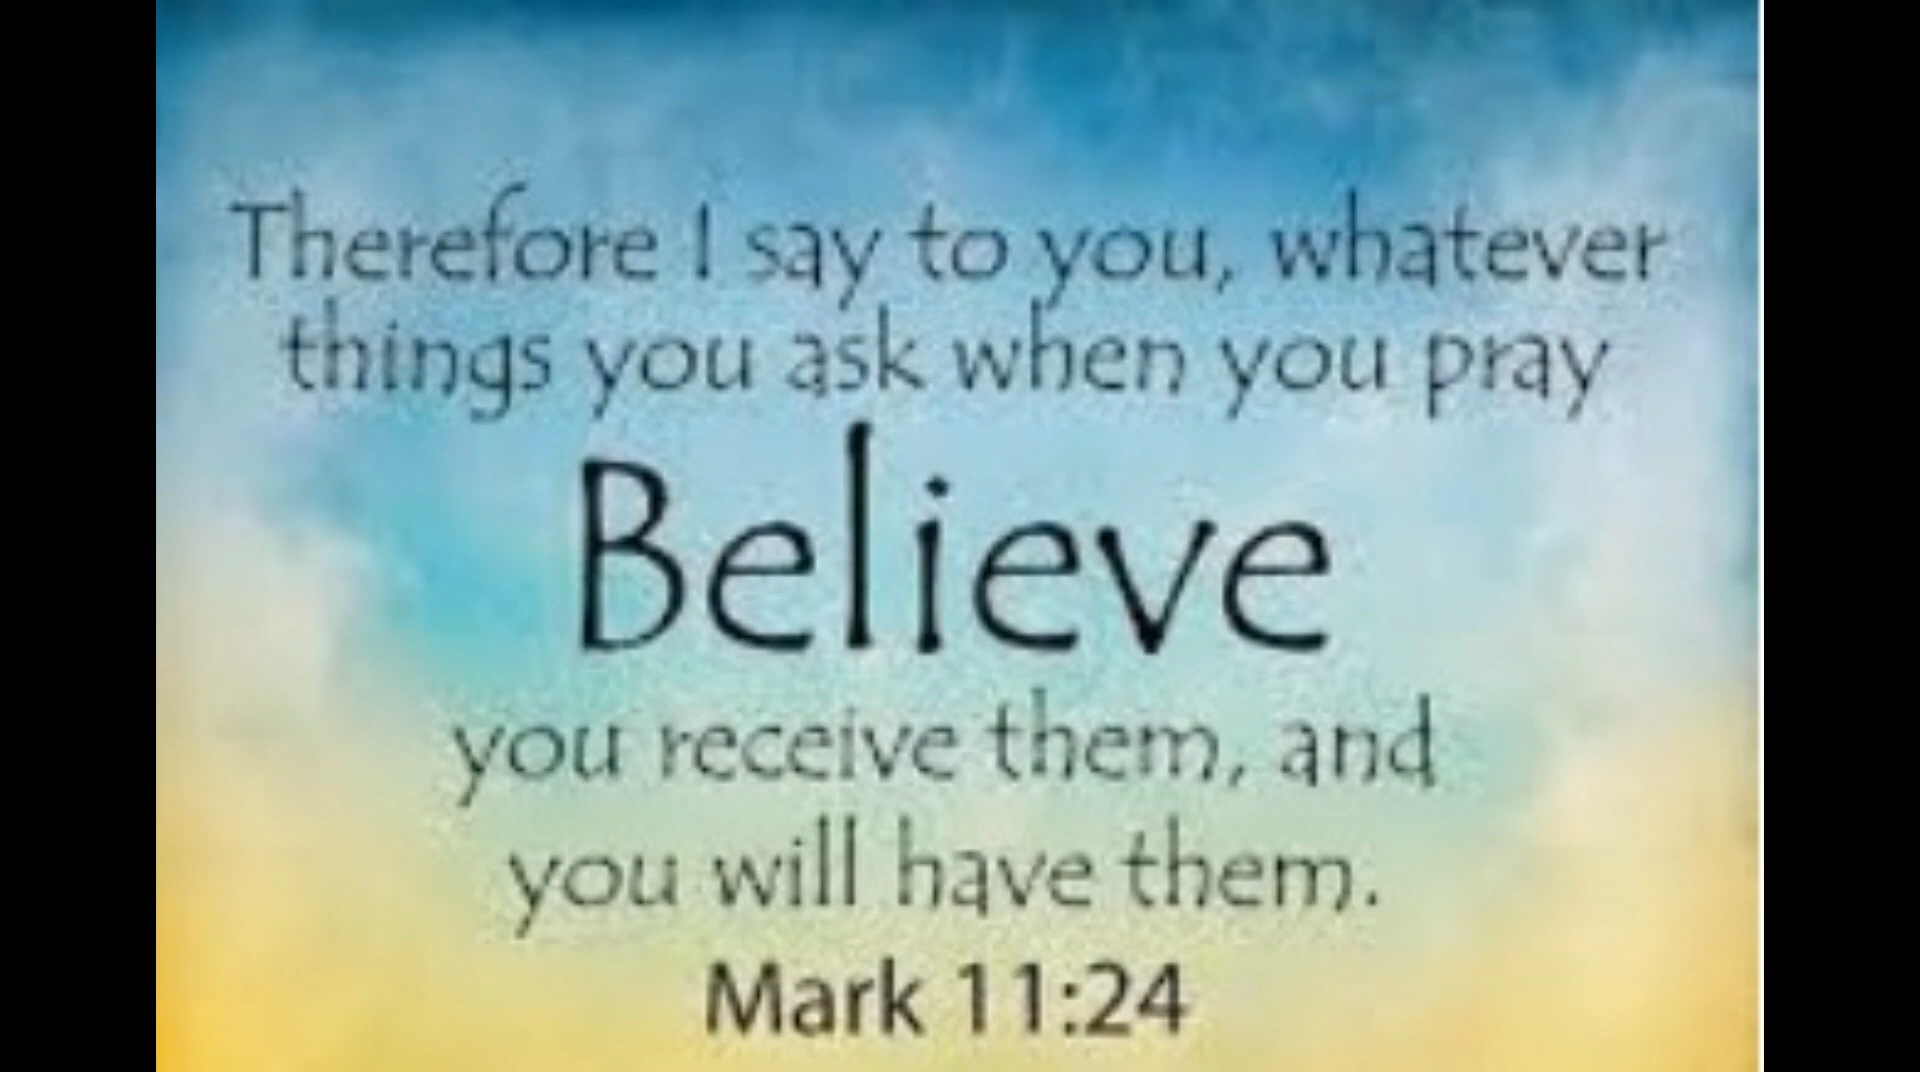 Therefore I say to you, whatever
things you ask when you pray
Believe
you receive them, and
you will have them.
Mark 11:24